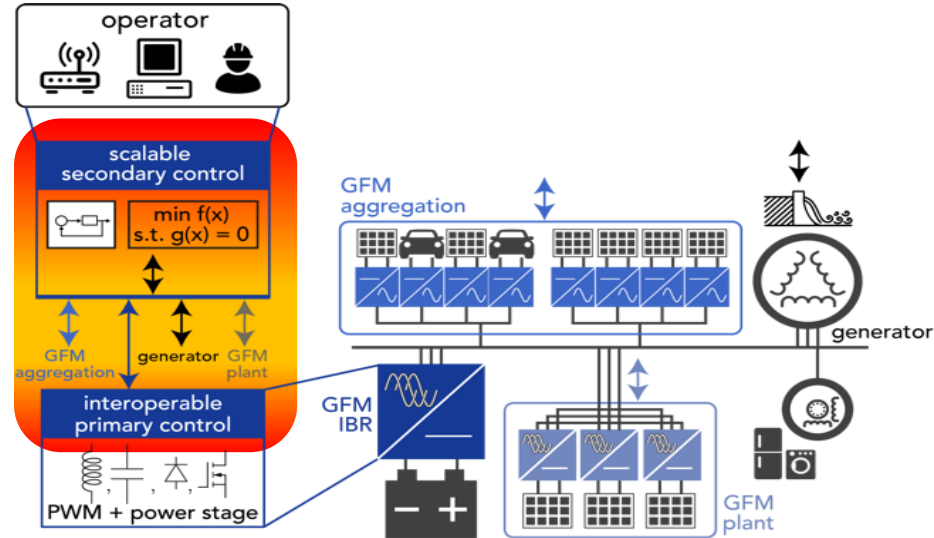 operator
scalable
secondary control
min f(x)
s.t. g(x) = 0
GFM
aggregation
generator
GFM
plant
interoperable
primary control
, , ,
PWM + power stage
GFM
aggregation
generator
GFM
IBR
− +
GFM
plant